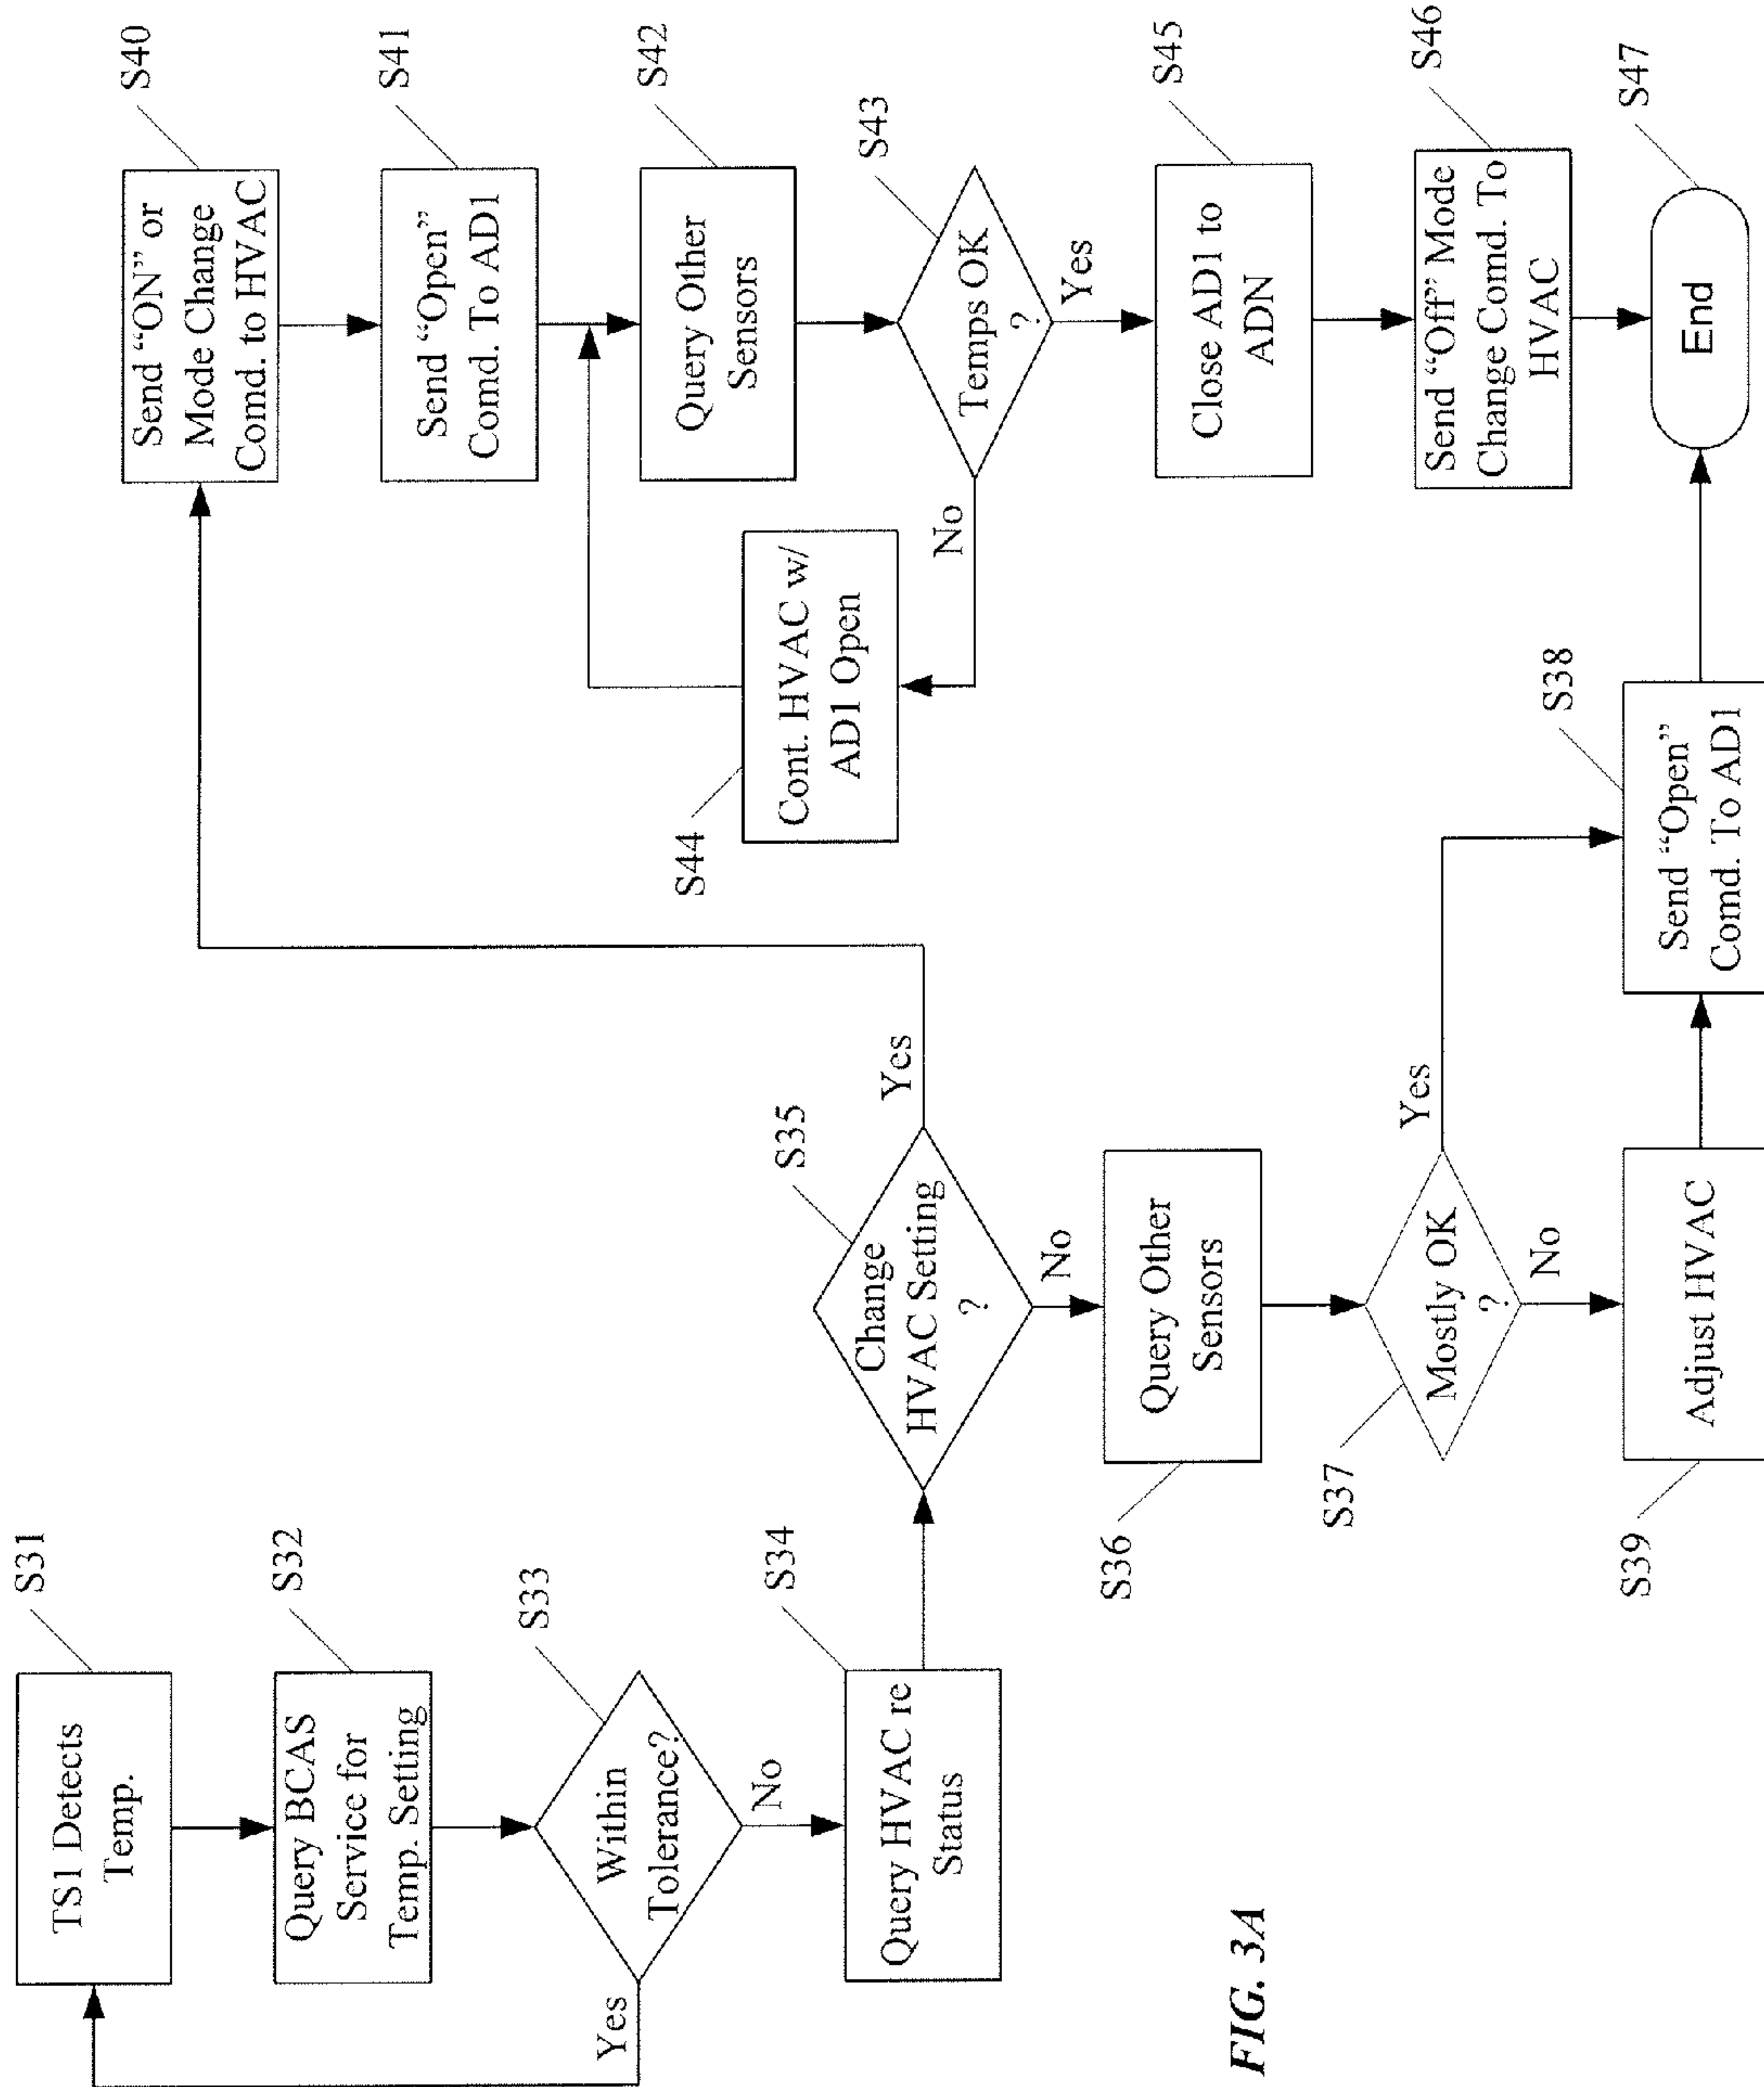 S31
TS1 Detects
Temp.
S32
Query BCAS
Service for
Temp. Setting
S33
Within
Tolerance?
Yes
No
S34
Query HVAC re
Status
S35
Change
HVAC Setting
?
Yes
No
S36
Query Other
Sensors
S37
Mostly OK
?
Yes
No
S39
Adjust HVAC
S38
Send “Open”
Comd. To AD1
S40
Send “ON” or
Mode Change
Comd. to HVAC
S41
Send “Open”
Comd. To AD1
S42
Query Other
Sensors
S43
Temps OK
?
No
Yes
S44
Cont. HVAC w/
AD1 Open
S45
Close AD1 to
ADN
S46
Send “Off” Mode
Change Comd. To
HVAC
S47
End
FIG. 3A